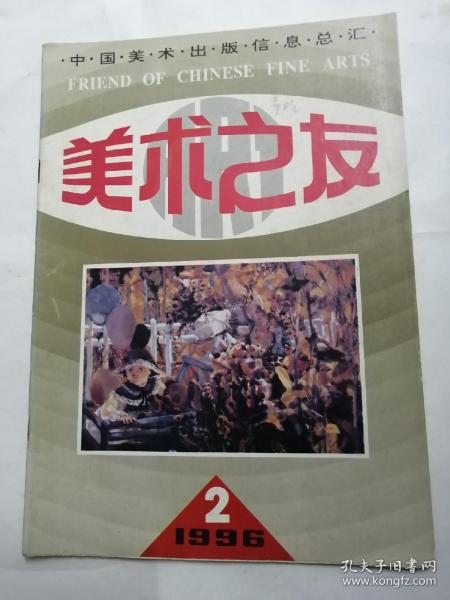 ·中·国·美·术·出·版·信·息·总·汇·
FRIEND OF CHINESE FINE ARTS
美术之友
2
1996
孔夫子旧书网
www.kongfz.com